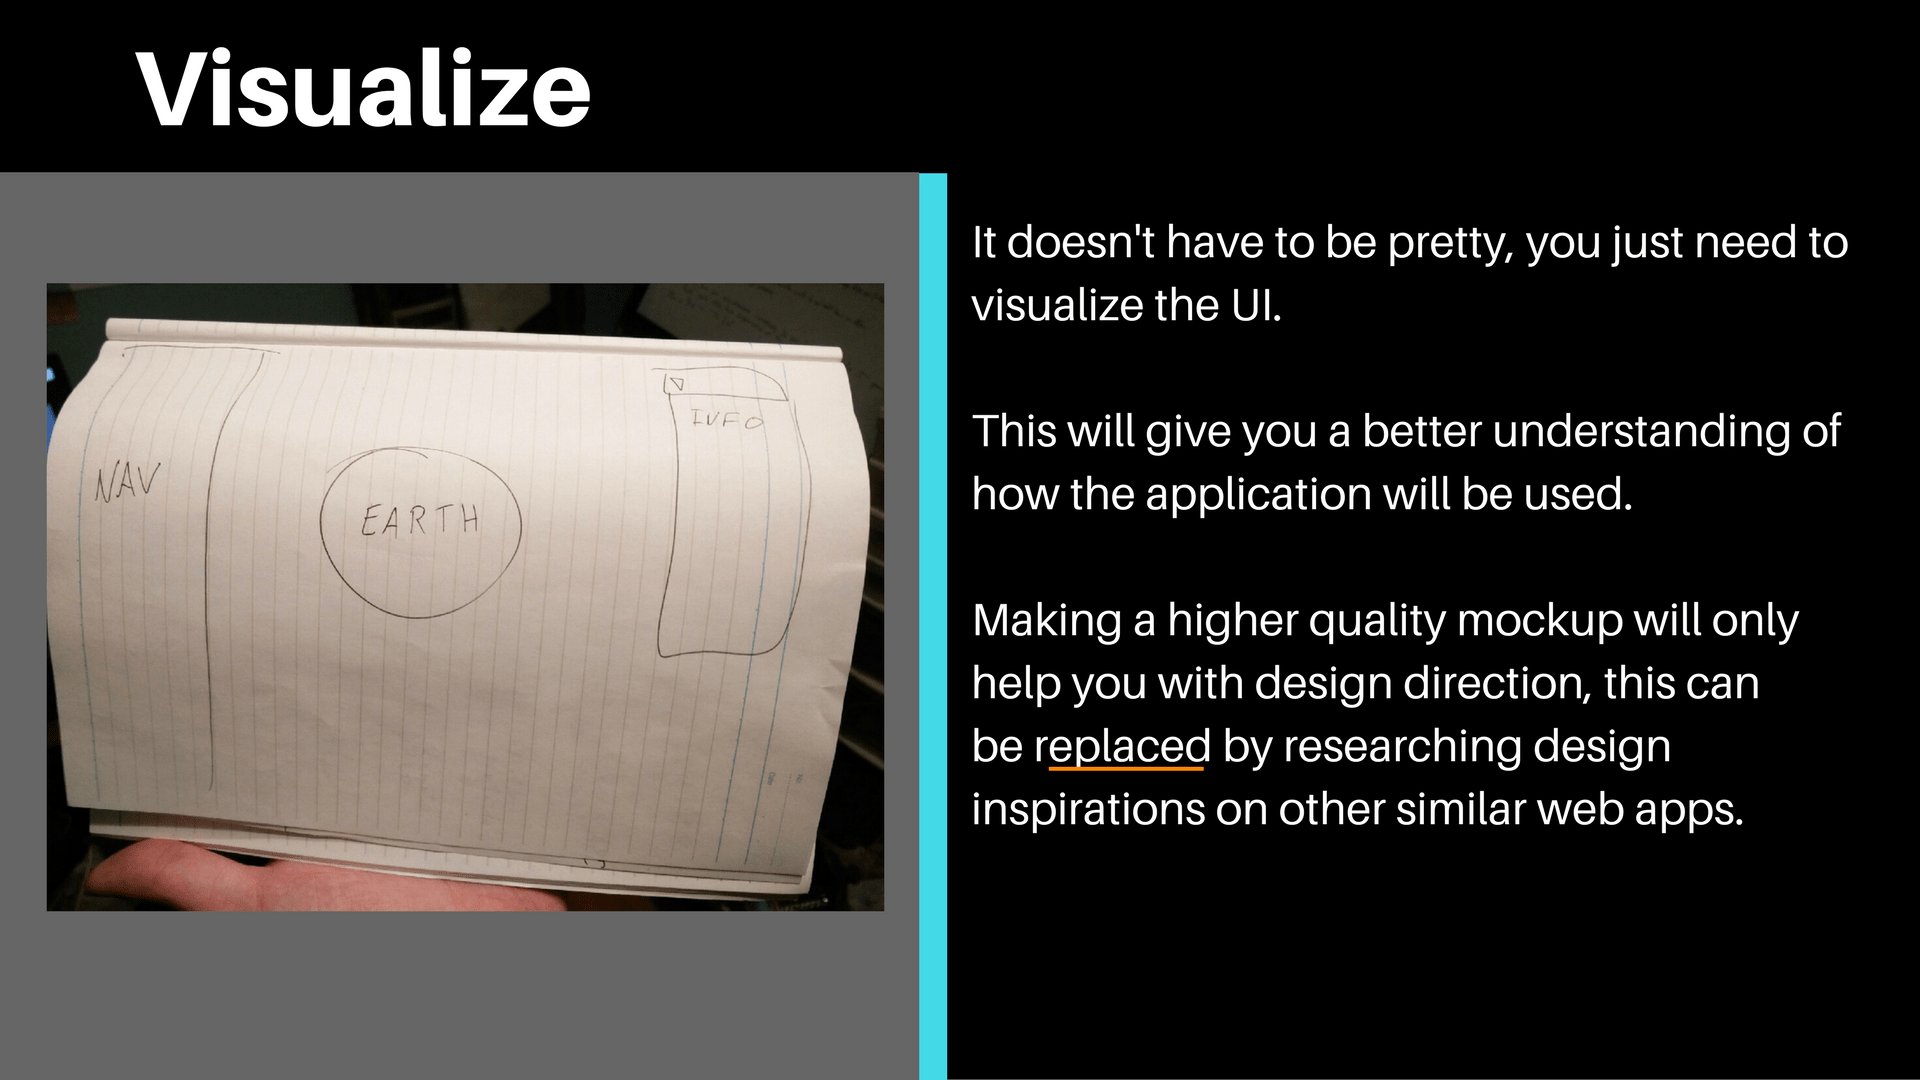 Visualize
NAV
EARTH
INFO
It doesn't have to be pretty, you just need to
visualize the UI.
This will give you a better understanding of
how the application will be used.
Making a higher quality mockup will only
help you with design direction, this can
be replaced by researching design
inspirations on other similar web apps.